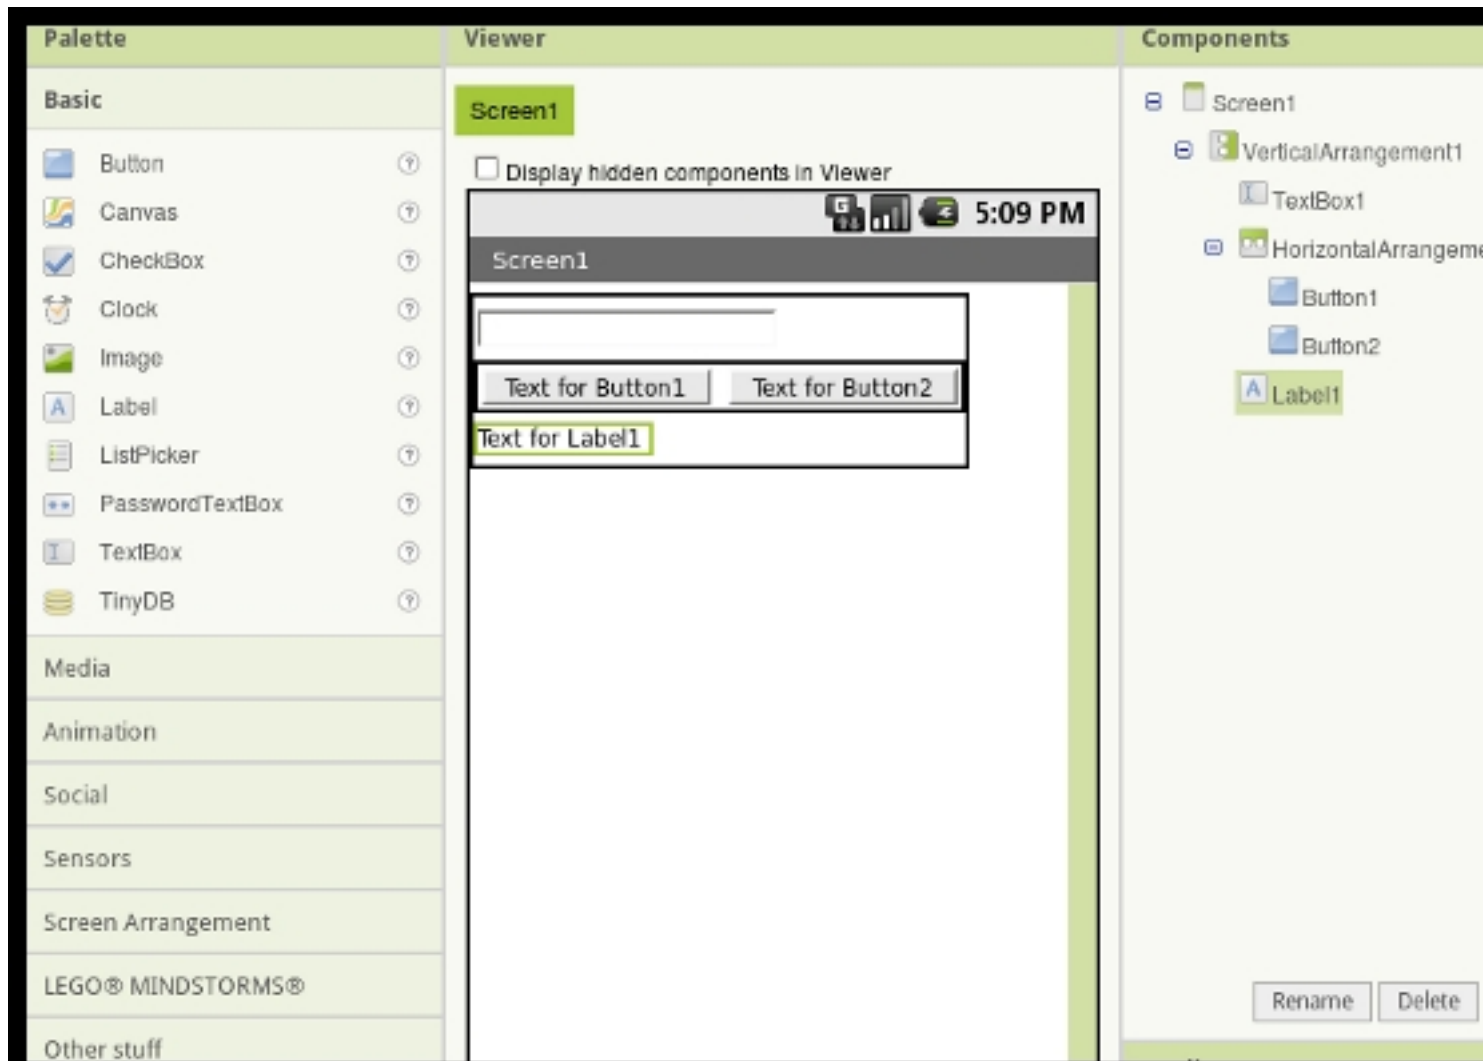 Palette
Basic
Button
Canvas
CheckBox
Clock
Image
Label
ListPicker
PasswordTextBox
TextBox
TinyDB
Media
Animation
Social
Sensors
Screen Arrangement
LEGO® MINDSTORMS®
Other stuff
Viewer
Screen1
Display hidden components in Viewer
5:09 PM
Screen1
Text for Button1 Text for Button2
Text for Label1
Components
Screen1
VerticalArrangement1
TextBox1
HorizontalArrangeme
Button1
Button2
Label1
Rename Delete